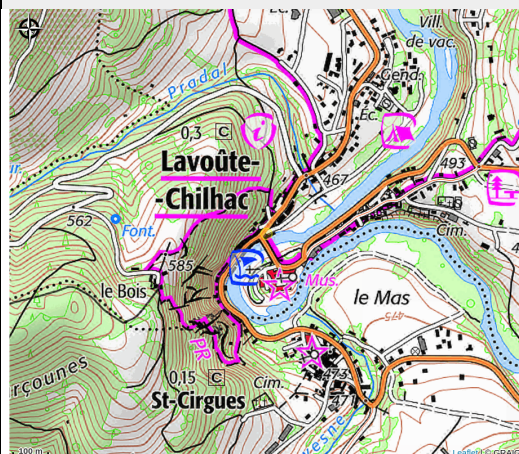 Vill.
de vac.
Pradal
Gend.
Éc.
0,3 C
i
Lavoûte-
-Chilhac
467
493
562
Font.
585
Cim.
le Bois
Mus.
le Mas
475
PR
0,15 C
Cim.
473
471
St-Cirgues
100 m
Leaflet